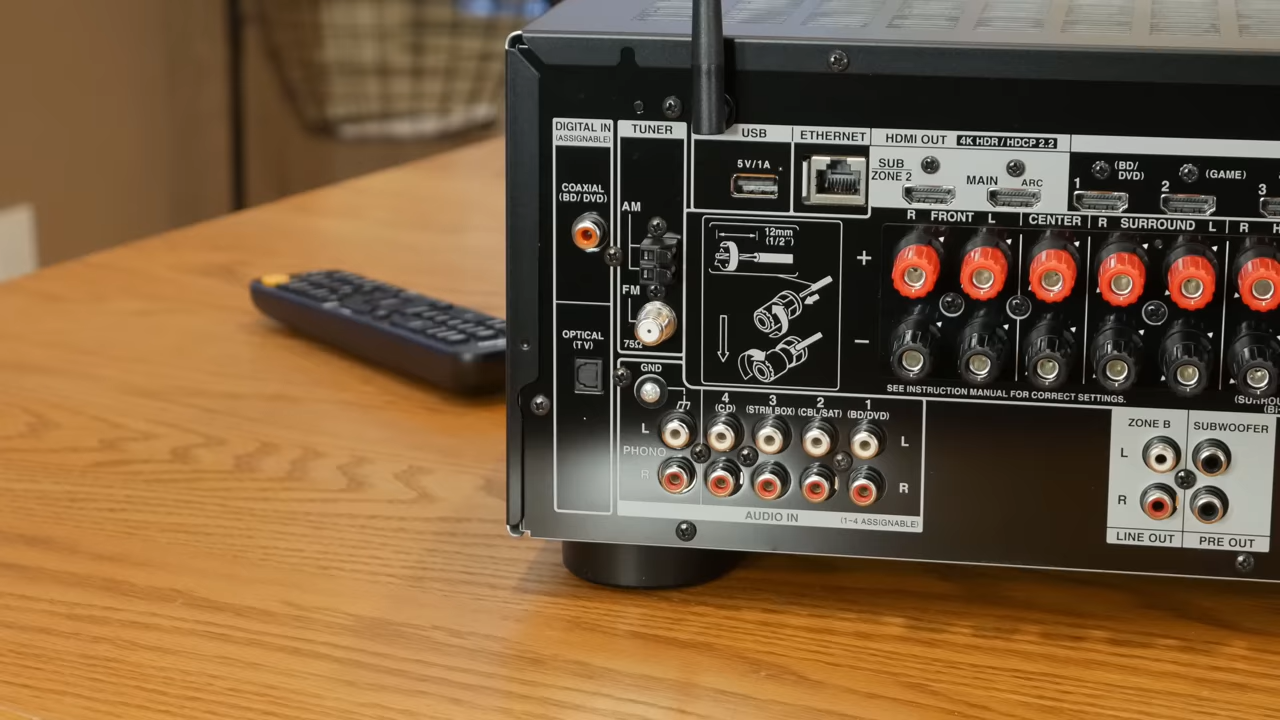 DIGITAL IN
(ASSIGNABLE)
TUNER
USB
ETHERNET
HDMI OUT 4K HDR / HDCP 2.2
COAXIAL
(BD/ DVD)
AM
FM
75Ω
5V/1A
SUB
ZONE 2
MAIN
ARC
1 (BD/
DVD)
2 (GAME)
3
R FRONT L
CENTER
R SURROUND L
R
12mm
(1/2")
+
−
OPTICAL
(TV)
GND
SEE INSTRUCTION MANUAL FOR CORRECT SETTINGS.
4
(CD)
3
(STRM BOX)
2
(CBL/SAT)
1
(BD/DVD)
L
PHONO
R
L
R
AUDIO IN
(1-4 ASSIGNABLE)
ZONE B
SUBWOOFER
L
R
LINE OUT
PRE OUT